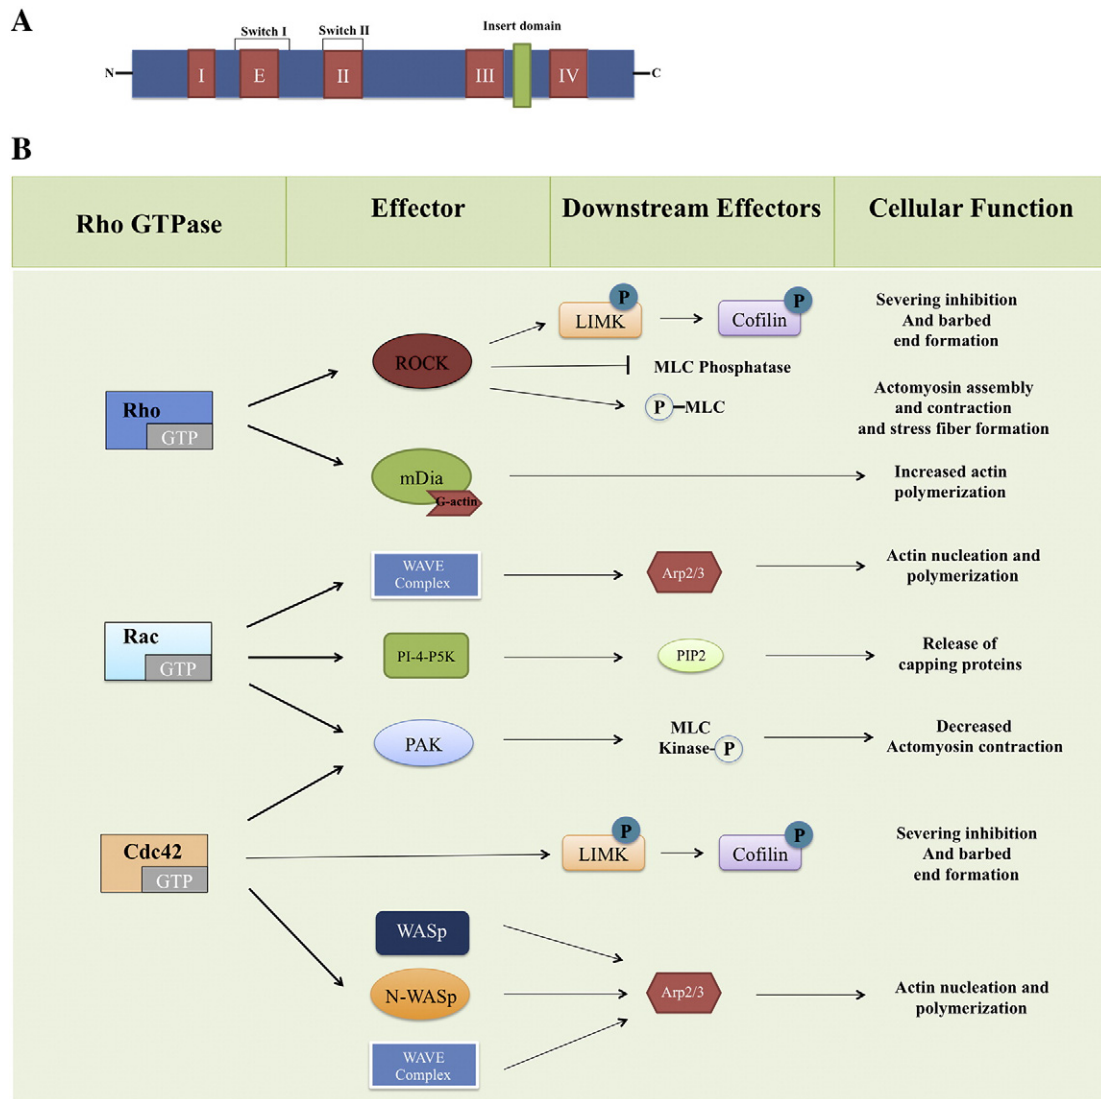 A
Switch I
Switch II
Insert domain
N
I
E
II
III
IV
C
B
Rho GTPase
Effector
Downstream Effectors
Cellular Function
Rho
GTP
ROCK
P
LIMK
P
Cofilin
Severing inhibition
And barbed
end formation
MLC Phosphatase
P
MLC
Actomyosin assembly
and contraction
and stress fiber formation
mDia
G-actin
Increased actin
polymerization
Rac
GTP
WAVE
Complex
Arp2/3
Actin nucleation and
polymerization
PI-4-P5K
PIP2
Release of
capping proteins
PAK
MLC
Kinase-P
Decreased
Actomyosin contraction
Cdc42
GTP
P
LIMK
P
Cofilin
Severing inhibition
And barbed
end formation
WASp
N-WASp
WAVE
Complex
Arp2/3
Actin nucleation and
polymerization